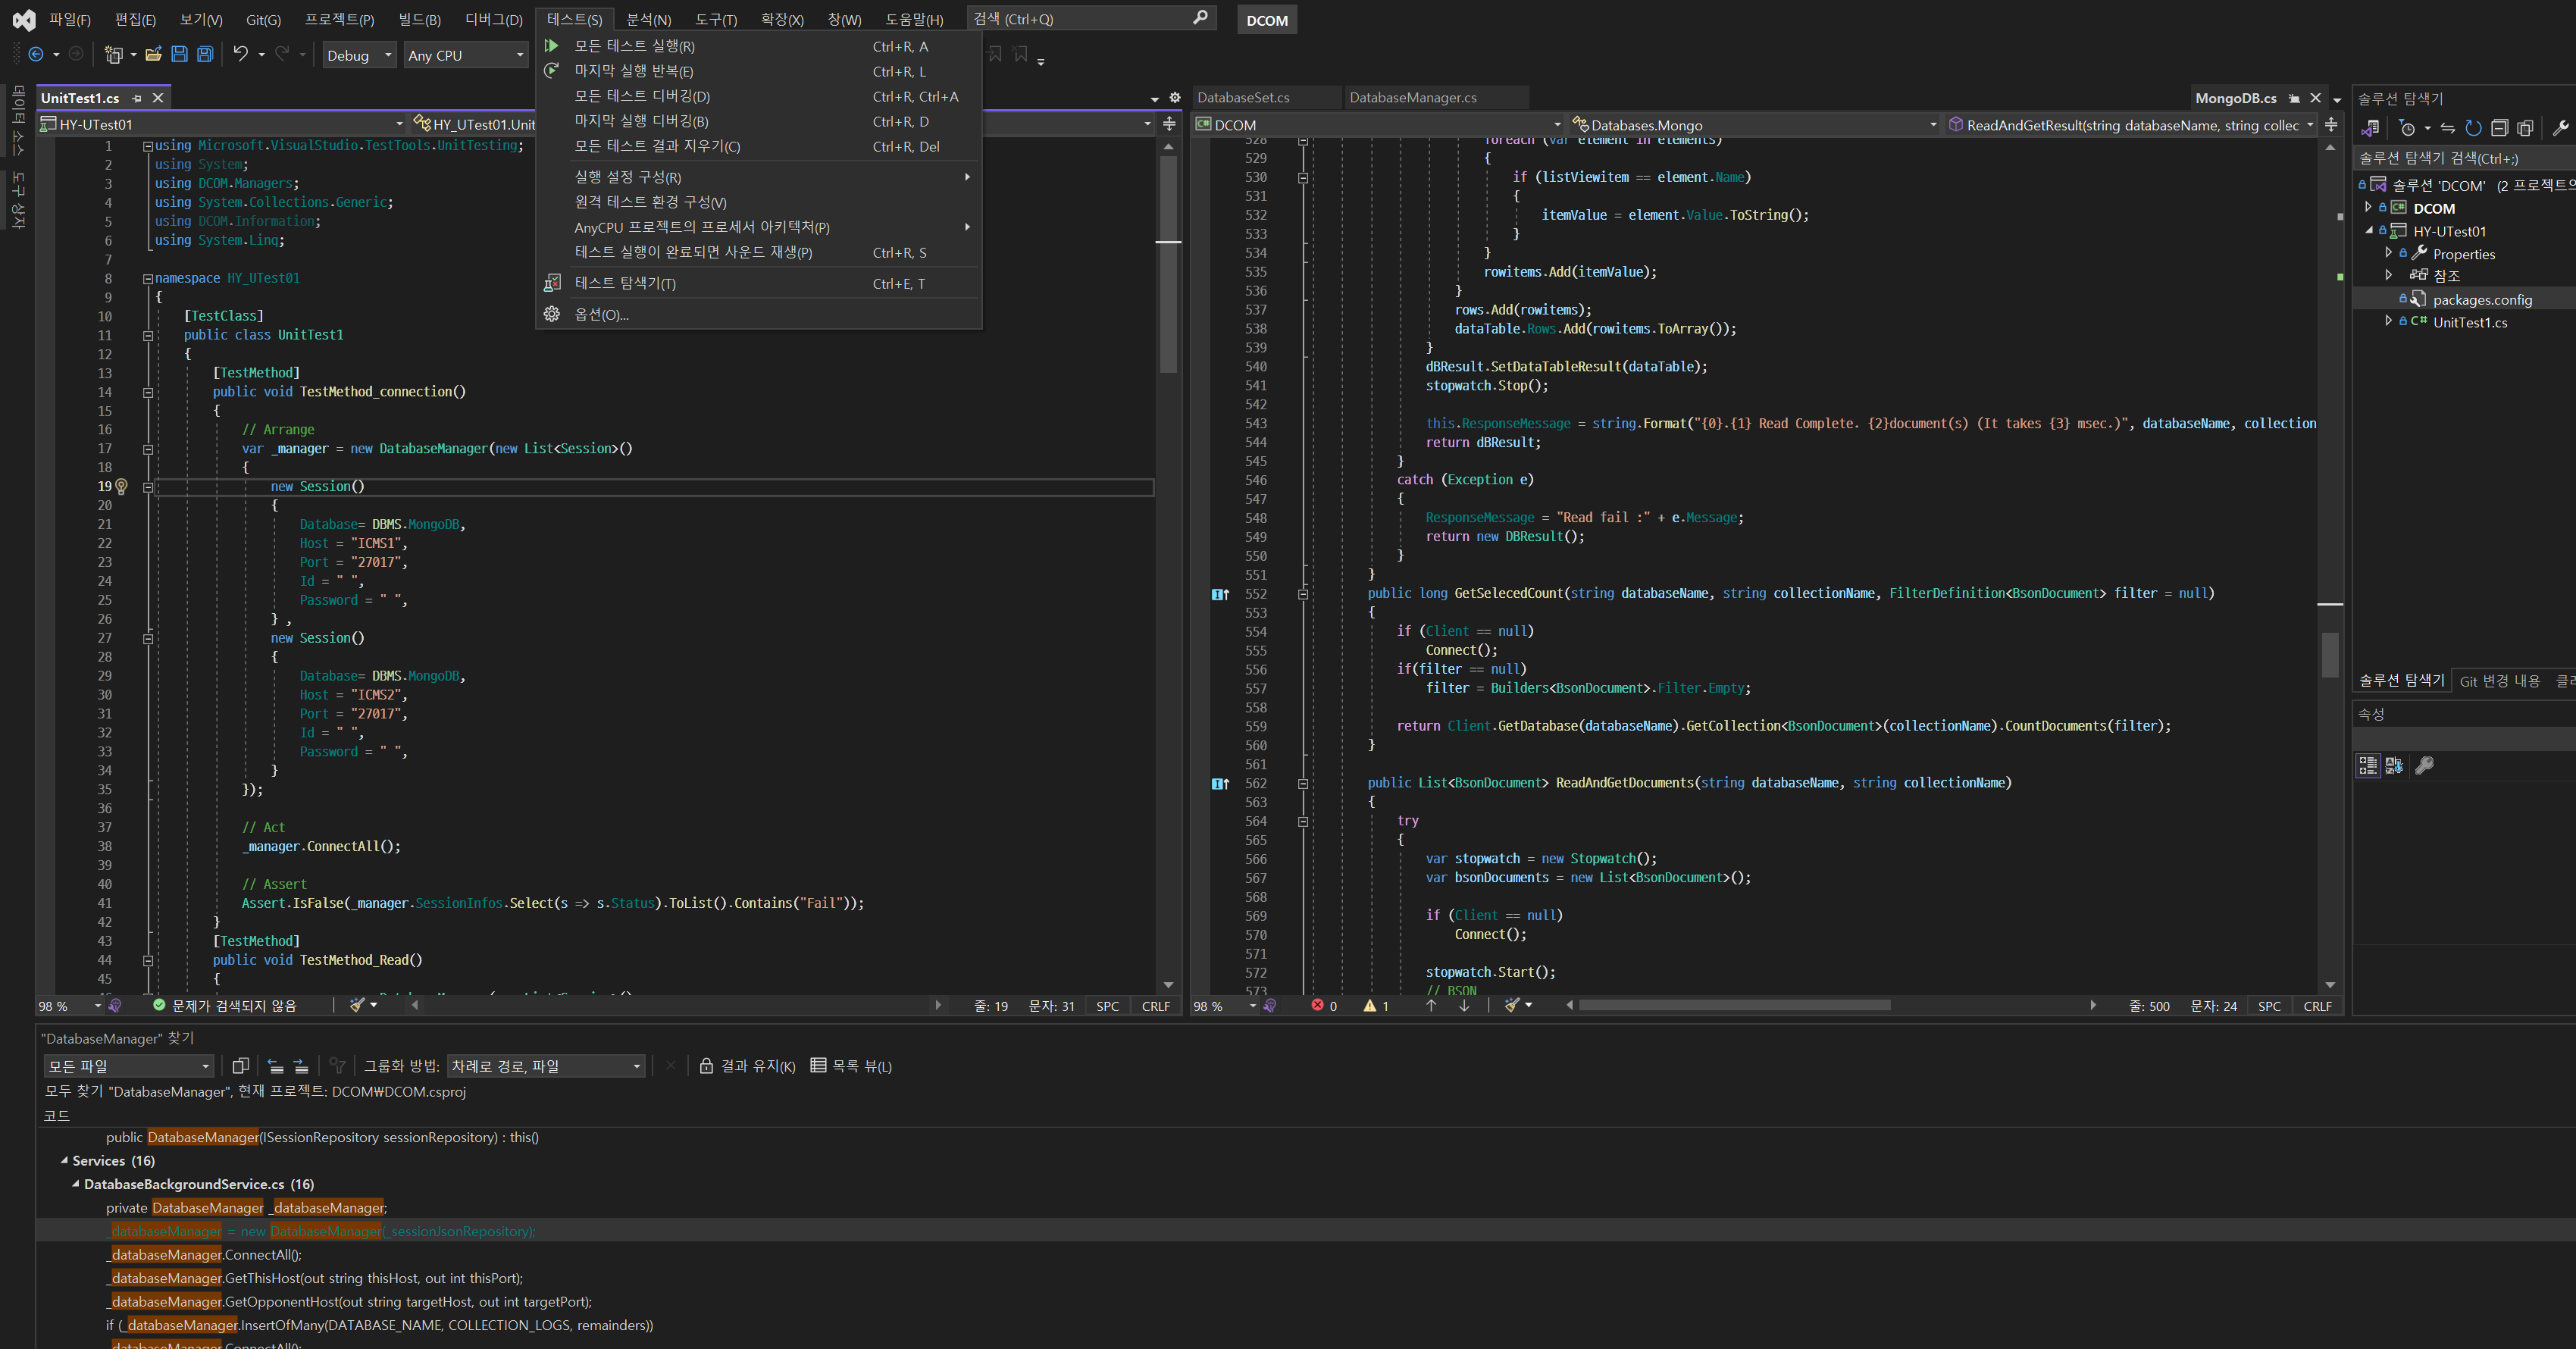 파일(F) 편집(E) 보기(V) Git(G) 프로젝트(P) 빌드(B) 디버그(D) 테스트(S) 분석(N) 도구(T) 확장(X) 창(W) 도움말(H) 검색 (Ctrl+Q) DCOM
Debug Any CPU
모든 테스트 실행(R) Ctrl+R, A
마지막 실행 반복(E) Ctrl+R, L
모든 테스트 디버깅(D) Ctrl+R, Ctrl+A
마지막 실행 디버깅(B) Ctrl+R, D
모든 테스트 결과 지우기(C) Ctrl+R, Del
실행 설정 구성(R)
원격 테스트 환경 구성(V)
AnyCPU 프로젝트의 프로세서 아키텍처(P)
테스트 실행이 완료되면 사운드 재생(P) Ctrl+R, S
테스트 탐색기(T) Ctrl+E, T
옵션(O)...
데이터 소스
도구 상자
UnitTest1.cs
HY-UTest01 HY_UTest01.Unit
1 using Microsoft.VisualStudio.TestTools.UnitTesting;
2 using System;
3 using DCOM.Managers;
4 using System.Collections.Generic;
5 using DCOM.Information;
6 using System.Linq;
7
8 namespace HY_UTest01
9 {
10 [TestClass]
11 public class UnitTest1
12 {
13 [TestMethod]
14 public void TestMethod_connection()
15 {
16 // Arrange
17 var _manager = new DatabaseManager(new List<Session>()
18 {
19 new Session()
20 {
21 Database= DBMS.MongoDB,
22 Host = "ICMS1",
23 Port = "27017",
24 Id = " ",
25 Password = " ",
26 } ,
27 new Session()
28 {
29 Database= DBMS.MongoDB,
30 Host = "ICMS2",
31 Port = "27017",
32 Id = " ",
33 Password = " ",
34 }
35 });
36
37 // Act
38 _manager.ConnectAll();
39
40 // Assert
41 Assert.IsFalse(_manager.SessionInfos.Select(s => s.Status).ToList().Contains("Fail"));
42 }
43 [TestMethod]
44 public void TestMethod_Read()
45 {
98 % 문제가 검색되지 않음 줄: 19 문자: 31 SPC CRLF
DatabaseSet.cs DatabaseManager.cs MongoDB.cs
DCOM Databases.Mongo ReadAndGetResult(string databaseName, string collec
528 foreach (var element in elements)
529 {
530 if (listViewitem == element.Name)
531 {
532 itemValue = element.Value.ToString();
533 }
534 }
535 rowitems.Add(itemValue);
536 }
537 rows.Add(rowitems);
538 dataTable.Rows.Add(rowitems.ToArray());
539 }
540 dBResult.SetDataTableResult(dataTable);
541 stopwatch.Stop();
542
543 this.ResponseMessage = string.Format("{0}.{1} Read Complete. {2}document(s) (It takes {3} msec.)", databaseName, collection
544 return dBResult;
545 }
546 catch (Exception e)
547 {
548 ResponseMessage = "Read fail :" + e.Message;
549 return new DBResult();
550 }
551 }
552 public long GetSelecedCount(string databaseName, string collectionName, FilterDefinition<BsonDocument> filter = null)
553 {
554 if (Client == null)
555 Connect();
556 if(filter == null)
557 filter = Builders<BsonDocument>.Filter.Empty;
558
559 return Client.GetDatabase(databaseName).GetCollection<BsonDocument>(collectionName).CountDocuments(filter);
560 }
561
562 public List<BsonDocument> ReadAndGetDocuments(string databaseName, string collectionName)
563 {
564 try
565 {
566 var stopwatch = new Stopwatch();
567 var bsonDocuments = new List<BsonDocument>();
568
569 if (Client == null)
570 Connect();
571
572 stopwatch.Start();
573 // BSON
98 % 0 1 줄: 500 문자: 24 SPC CRLF
솔루션 탐색기
솔루션 탐색기 검색(Ctrl+;)
솔루션 'DCOM' (2 프로젝트의
DCOM
HY-UTest01
Properties
참조
packages.config
UnitTest1.cs
솔루션 탐색기 Git 변경 내용
속성
"DatabaseManager" 찾기
모든 파일 그룹화 방법: 차례로 경로, 파일 결과 유지(K) 목록 뷰(L)
모두 찾기 "DatabaseManager", 현재 프로젝트: DCOM₩DCOM.csproj
코드
public DatabaseManager(ISessionRepository sessionRepository) : this()
Services (16)
DatabaseBackgroundService.cs (16)
private DatabaseManager _databaseManager;
_databaseManager = new DatabaseManager(_sessionJsonRepository);
_databaseManager.ConnectAll();
_databaseManager.GetThisHost(out string thisHost, out int thisPort);
_databaseManager.GetOpponentHost(out string targetHost, out int targetPort);
if (_databaseManager.InsertOfMany(DATABASE_NAME, COLLECTION_LOGS, remainders))
_databaseManager.ConnectAll();